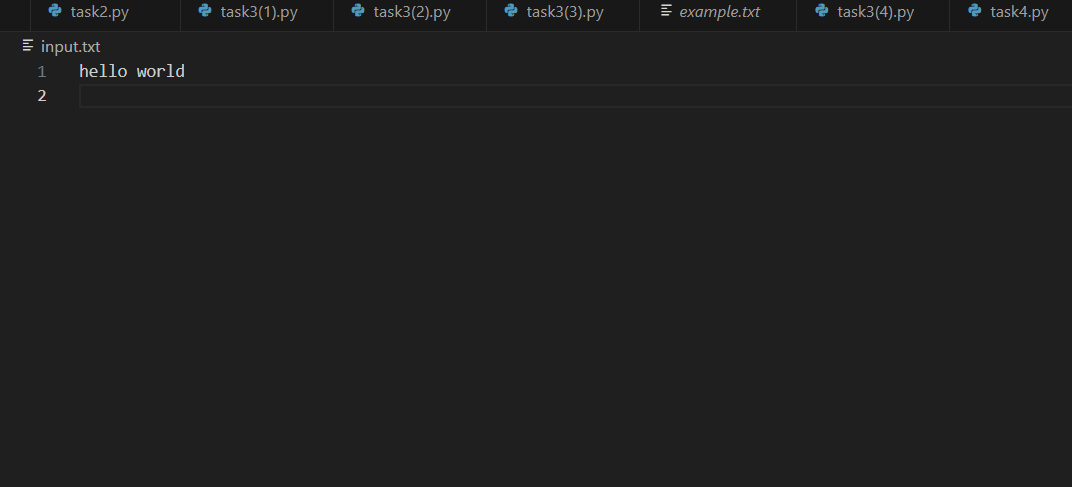 task2.py task3(1).py task3(2).py task3(3).py example.txt task3(4).py task4.py
input.txt
1 hello world
2